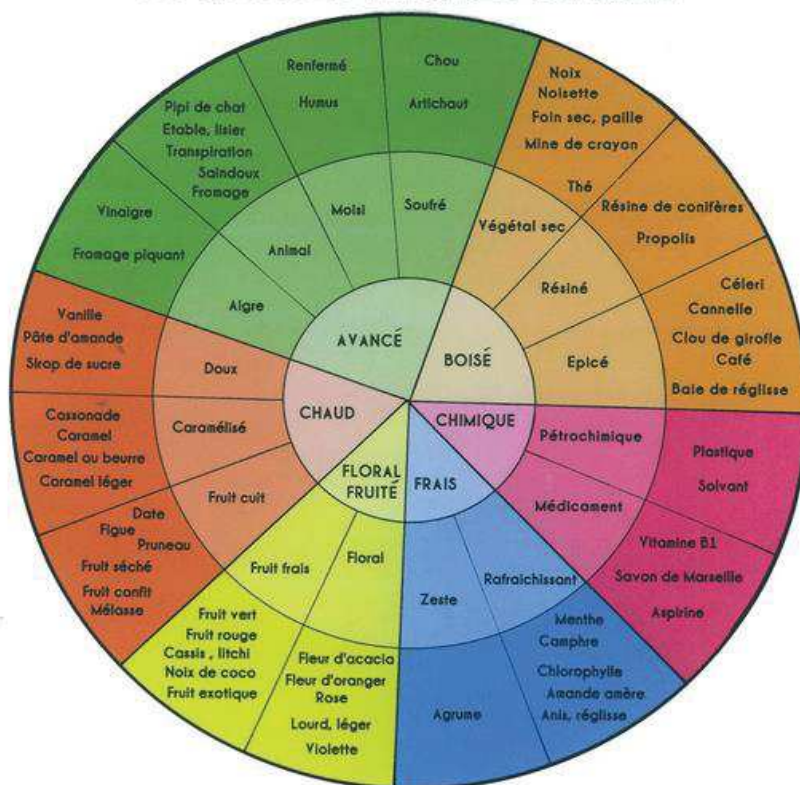 AVANCÉ
Soufré
Chou
Artichaut
Moisi
Renfermé
Humus
Animal
Pipi de chat
Etable, lisier
Transpiration
Saindoux
Fromage
Aigre
Vinaigre
Fromage piquant
BOISÉ
Végétal sec
Noix
Noisette
Foin sec, paille
Mine de crayon
Thé
Résiné
Résine de conifères
Propolis
Epicé
Céleri
Cannelle
Clou de girofle
Café
Baie de réglisse
CHIMIQUE
Pétrochimique
Plastique
Solvant
Médicament
Vitamine B1
Savon de Marseille
Aspirine
FRAIS
Rafraichissant
Menthe
Camphre
Chlorophylle
Amande amère
Anis, réglisse
Zeste
Agrume
FLORAL
FRUITÉ
Floral
Fleur d'acacia
Fleur d'oranger
Rose
Lourd, léger
Violette
Fruit frais
Fruit vert
Fruit rouge
Cassis , litchi
Noix de coco
Fruit exotique
CHAUD
Fruit cuit
Date
Figue
Pruneau
Fruit séché
Fruit confit
Mélasse
Caramélisé
Cassonade
Caramel
Caramel ou beurre
Caramel léger
Doux
Vanille
Pâte d'amande
Sirop de sucre